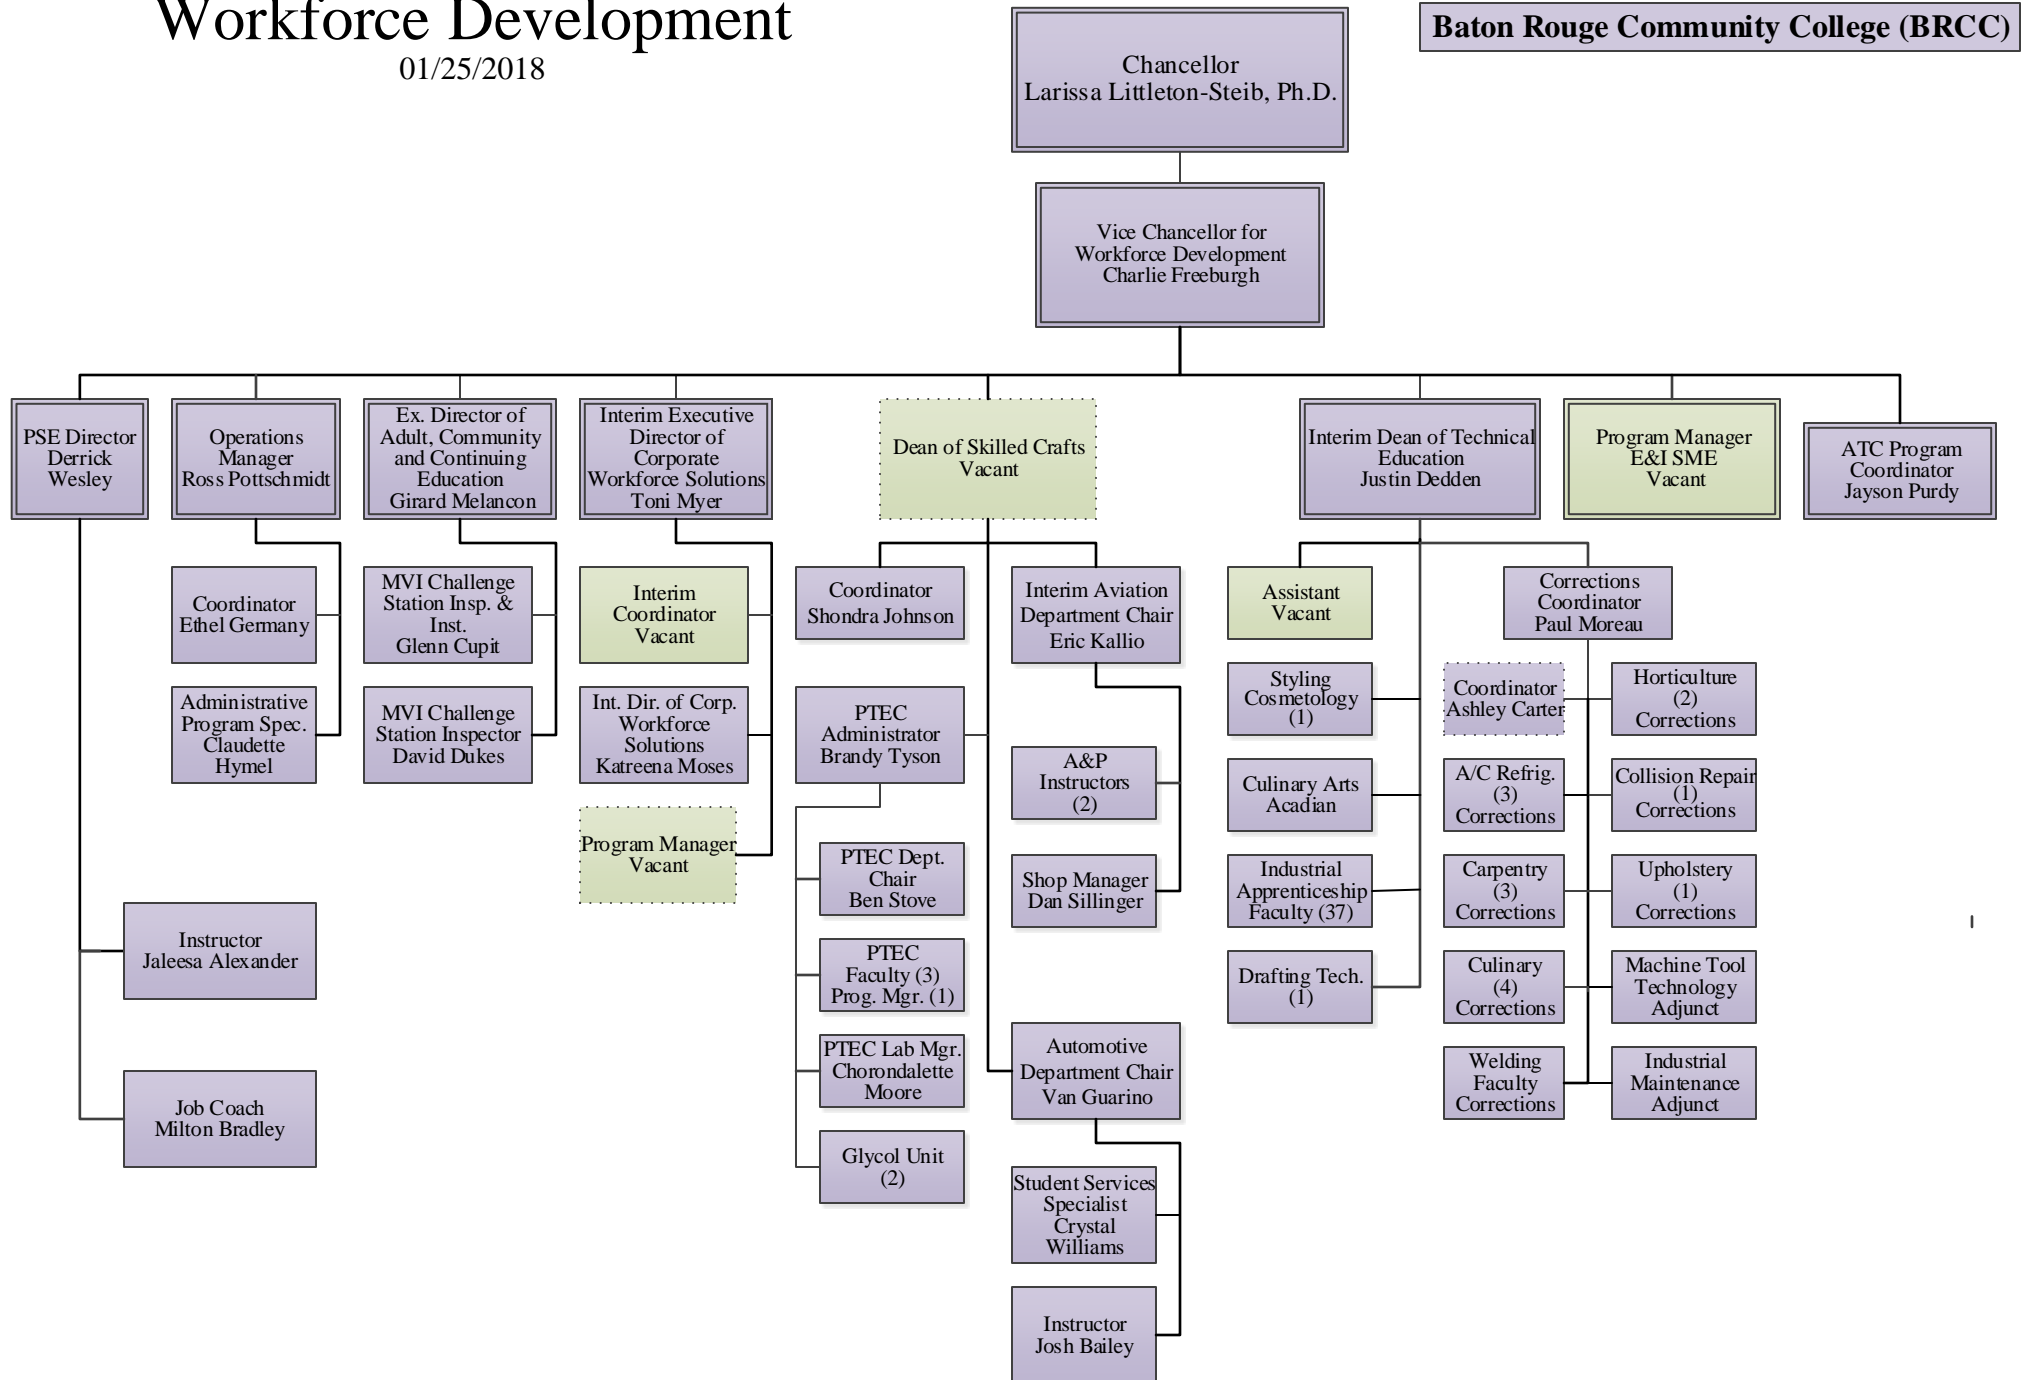 Workforce Development
01/25/2018
Baton Rouge Community College (BRCC)
Chancellor
Larissa Littleton-Steib, Ph.D.
Vice Chancellor for
Workforce Development
Charlie Freeburgh
PSE Director
Derrick
Wesley
Operations
Manager
Ross Pottschmidt
Ex. Director of
Adult, Community
and Continuing
Education
Girard Melancon
Interim Executive
Director of
Corporate
Workforce Solutions
Toni Myer
Dean of Skilled Crafts
Vacant
Interim Dean of Technical
Education
Justin Dedden
Program Manager
E&I SME
Vacant
ATC Program
Coordinator
Jayson Purdy
Instructor
Jaleesa Alexander
Job Coach
Milton Bradley
Coordinator
Ethel Germany
Administrative
Program Spec.
Claudette
Hymel
MVI Challenge
Station Insp. &
Inst.
Glenn Cupit
MVI Challenge
Station Inspector
David Dukes
Interim
Coordinator
Vacant
Int. Dir. of Corp.
Workforce
Solutions
Katreena Moses
Program Manager
Vacant
Coordinator
Shondra Johnson
PTEC
Administrator
Brandy Tyson
PTEC Dept.
Chair
Ben Stove
PTEC
Faculty (3)
Prog. Mgr. (1)
PTEC Lab Mgr.
Chorondalette
Moore
Glycol Unit
(2)
Interim Aviation
Department Chair
Eric Kallio
A&P
Instructors
(2)
Shop Manager
Dan Sillinger
Automotive
Department Chair
Van Guarino
Student Services
Specialist
Crystal
Williams
Instructor
Josh Bailey
Assistant
Vacant
Styling
Cosmetology
(1)
Culinary Arts
Acadian
Industrial
Apprenticeship
Faculty (37)
Drafting Tech.
(1)
Corrections
Coordinator
Paul Moreau
Coordinator
Ashley Carter
Horticulture
(2)
Corrections
A/C Refrig.
(3)
Corrections
Collision Repair
(1)
Corrections
Carpentry
(3)
Corrections
Upholstery
(1)
Corrections
Culinary
(4)
Corrections
Machine Tool
Technology
Adjunct
Welding
Faculty
Corrections
Industrial
Maintenance
Adjunct